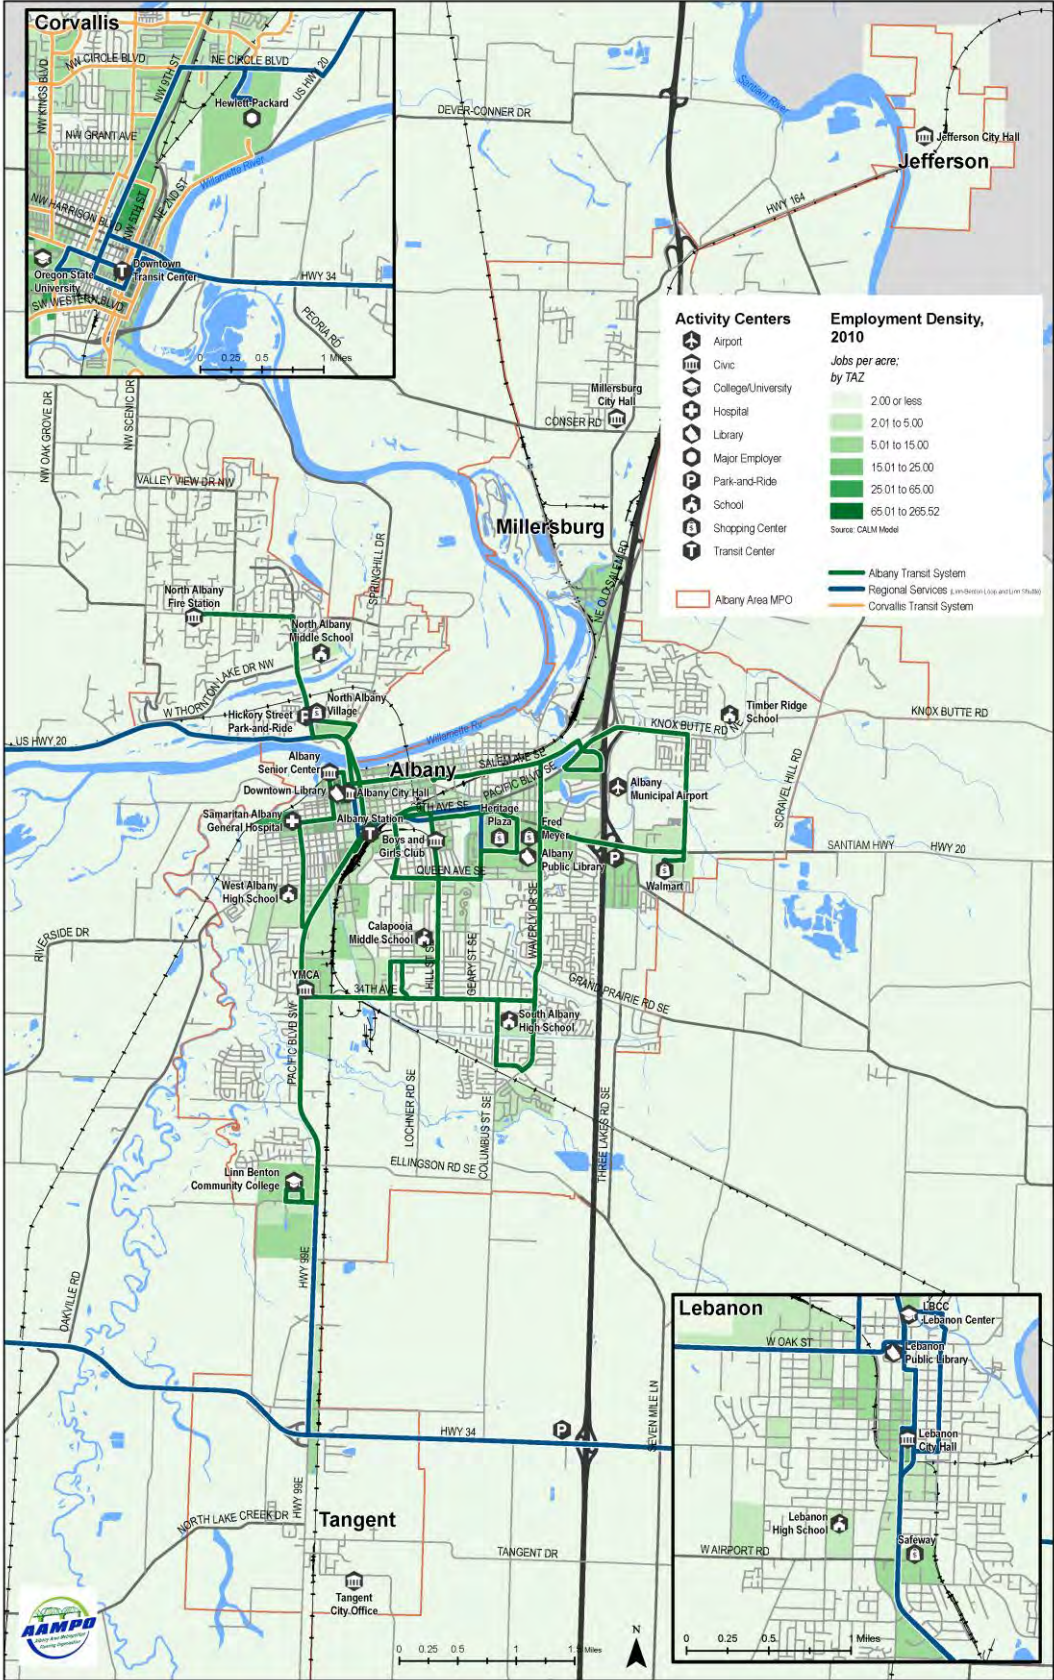 Corvallis
NW CIRCLE BLVD
NE CIRCLE BLVD
US HWY 20
NW 9TH ST
NW KINGS BLVD
Hewlett-Packard
NW GRANT AVE
Willamette River
NW HARRISON BLVD
NW 5TH ST
NE 2ND ST
Downtown
Transit Center
Oregon State
University
HWY 34
SW WESTERN BLVD
PEORIA RD
0 0.25 0.5 1 Miles
DEVER-CONNER DR
Santiam River
Jefferson City Hall
Jefferson
HWY 164
Activity Centers
Airport
Civic
College/University
Hospital
Library
Major Employer
Park-and-Ride
School
Shopping Center
Transit Center
Albany Area MPO
Employment Density,
2010
Jobs per acre;
by TAZ
2.00 or less
2.01 to 5.00
5.01 to 15.00
15.01 to 25.00
25.01 to 65.00
65.01 to 265.52
Source: CALM Model
Albany Transit System
Regional Services (Linn-Benton Loop and Linn Shuttle)
Corvallis Transit System
Millersburg
City Hall
CONSER RD
NW OAK GROVE DR
NW SCENIC DR
VALLEY VIEW DR NW
Millersburg
SPRINGHILL DR
NE OLD SALEM RD
North Albany
Fire Station
North Albany
Middle School
W THORNTON LAKE DR NW
North Albany
Village
Hickory Street
Park-and-Ride
US HWY 20
Willamette Rv
Timber Ridge
School
KNOX BUTTE RD NE
KNOX BUTTE RD
SCRAVEL HILL RD
Albany
Senior Center
Albany
SALEM AVE SE
PACIFIC BLVD SE
Downtown Library
Albany City Hall
Albany
Municipal Airport
Samaritan Albany
General Hospital
Albany Station
9TH AVE SE
Heritage
Plaza
Fred
Meyer
Boys and
Girls Club
Albany
Public Library
QUEEN AVE SE
SANTIAM HWY
HWY 20
Walmart
West Albany
High School
WAVERLY DR SE
Calapooia
Middle School
RIVERSIDE DR
HILL ST SE
GEARY ST SE
YMCA
34TH AVE
GRAND PRAIRIE RD SE
South Albany
High School
PACIFIC BLVD SW
LOCHNER RD SE
COLUMBUS ST SE
THREE LAKES RD SE
ELLINGSON RD SE
Linn Benton
Community College
HWY 99E
OAKVILLE RD
HWY 34
SEVEN MILE LN
HWY 99E
NORTH LAKE CREEK DR
Tangent
TANGENT DR
Tangent
City Office
Lebanon
LBCC
Lebanon Center
W OAK ST
Lebanon
Public Library
Lebanon
City Hall
Lebanon
High School
Safeway
W AIRPORT RD
0 0.25 0.5 1 Miles
AAMPO
Albany Area Metropolitan
Planning Organization
N
0 0.25 0.5 1 1.5 Miles